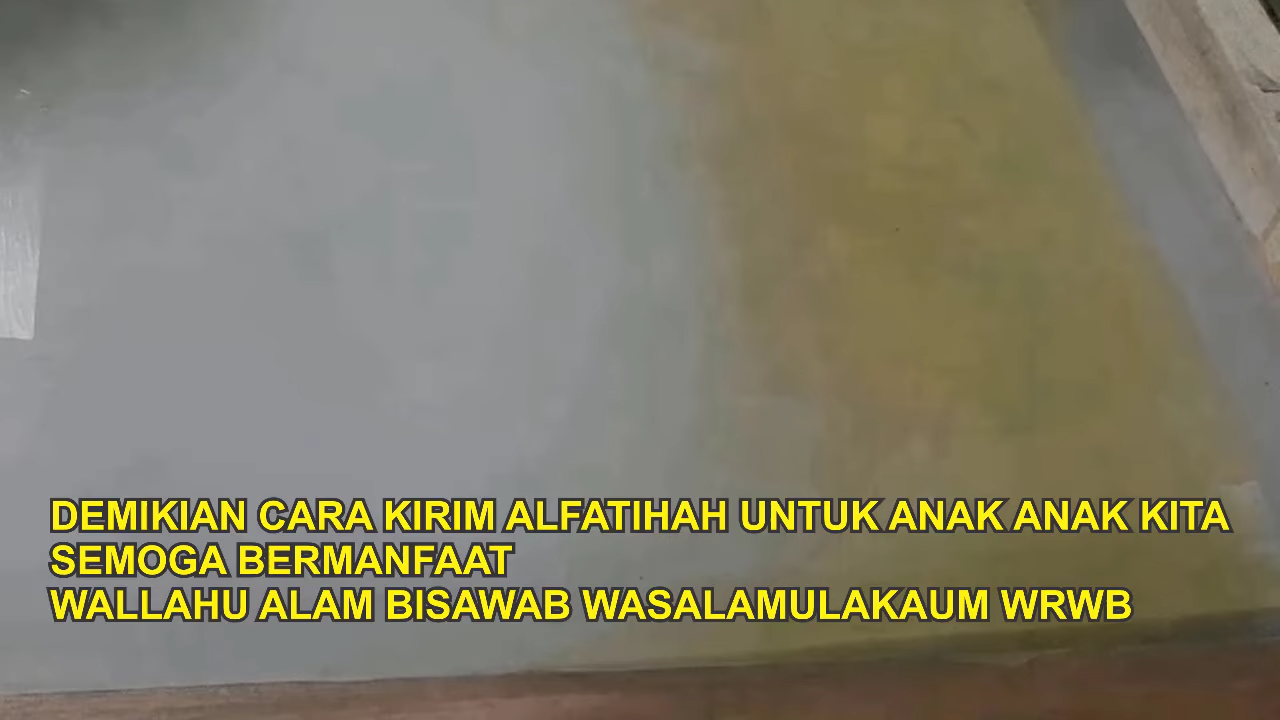 DEMIKIAN CARA KIRIM ALFATIHAH UNTUK ANAK ANAK KITA
SEMOGA BERMANFAAT
WALLAHU ALAM BISAWAB WASALAMULAKAUM WRWB